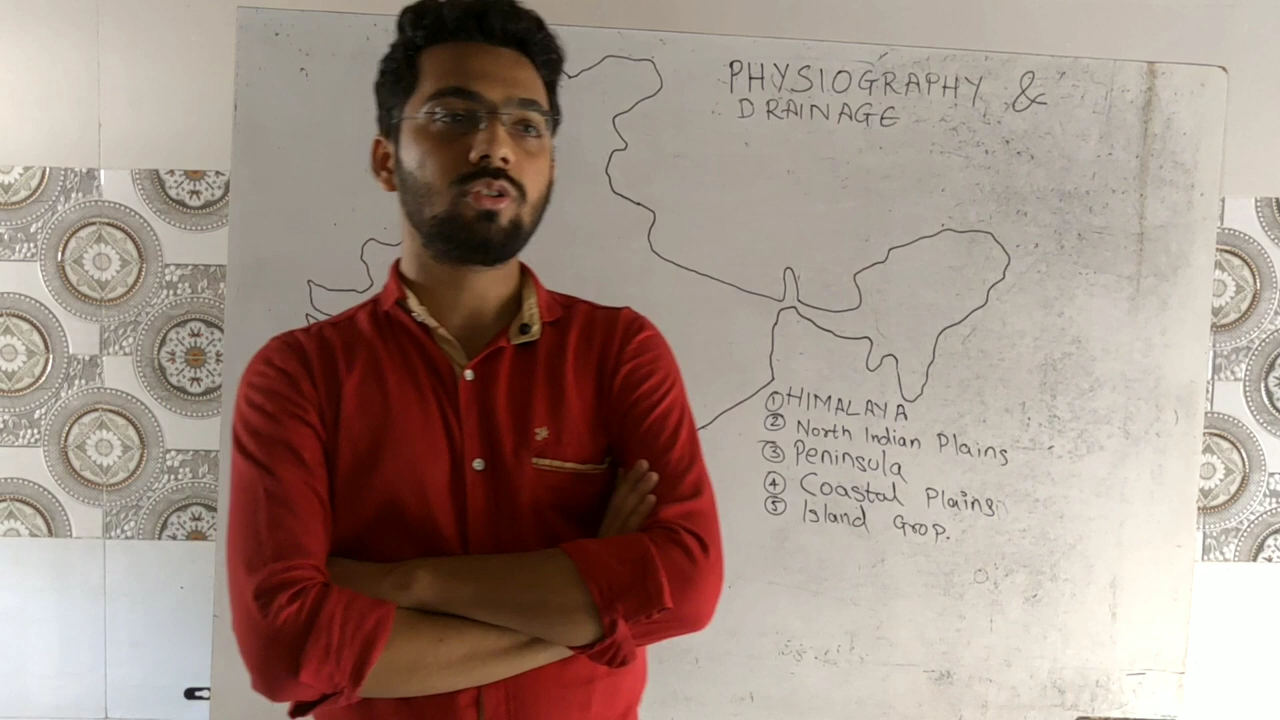 PHYSIOGRAPHY &
DRAINAGE
① HIMALAYA
② North Indian Plains
③ Peninsula
④ Coastal Plains
⑤ Island Grop.